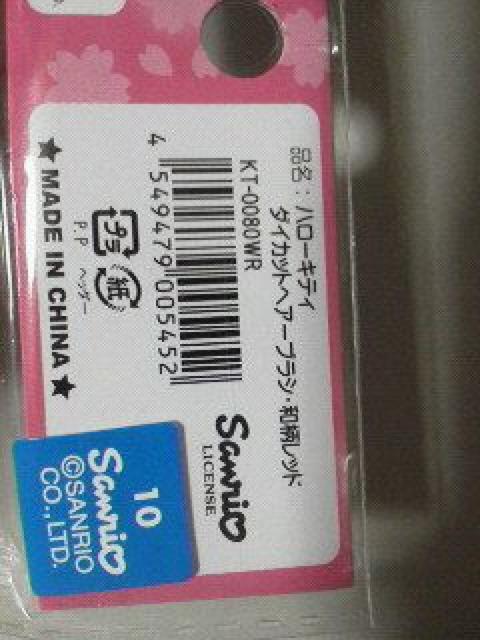 品名：ハローキティ
ダイカットヘアーブラシ・和柄レッド
KT-0080WR
4 549479 005452
プラ
紙
PP ヘッダー
★ MADE IN CHINA ★
Sanrio
LICENSE
10
Sanrio
©SANRIO
CO.,LTD.